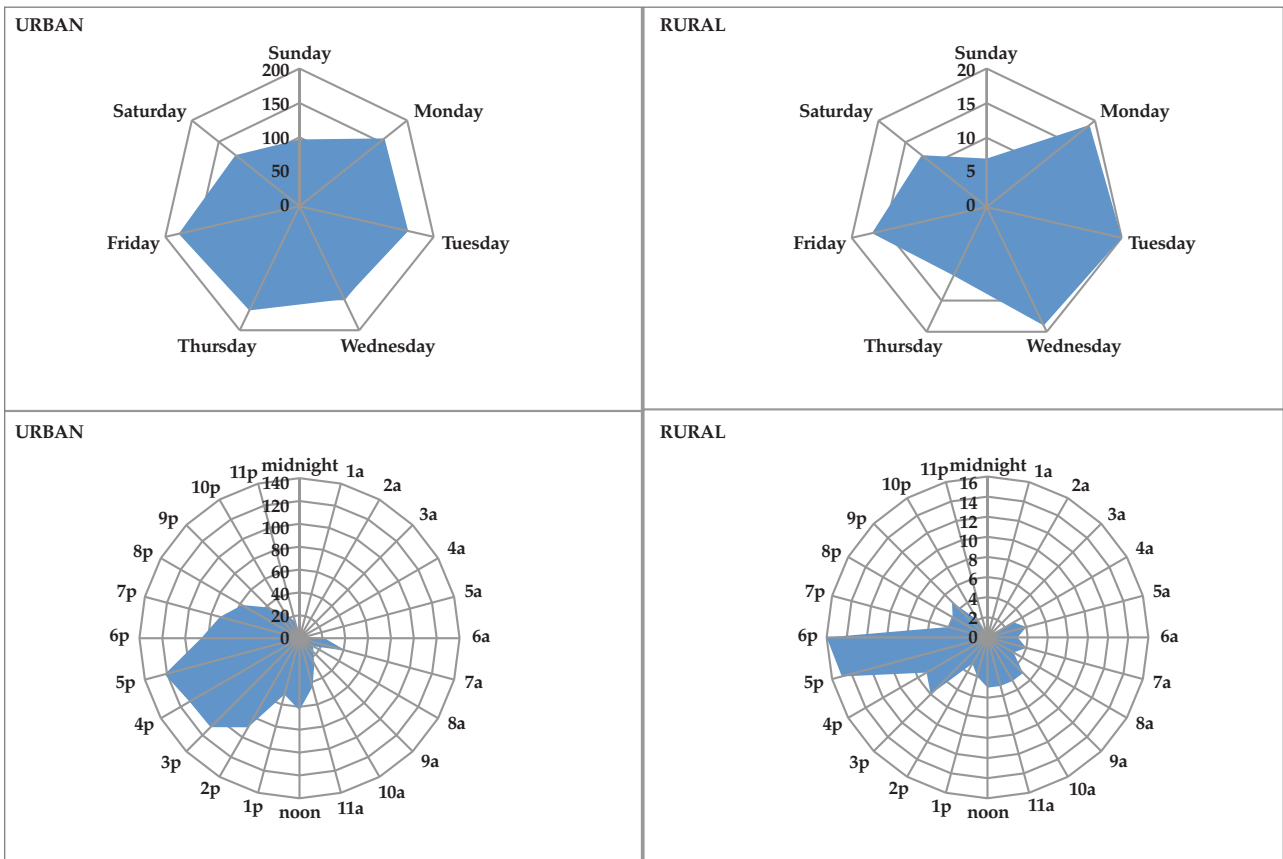 URBAN
Sunday
200
150
100
50
0
Monday
Tuesday
Wednesday
Thursday
Friday
Saturday
RURAL
Sunday
20
15
10
5
0
Monday
Tuesday
Wednesday
Thursday
Friday
Saturday
URBAN
midnight
140
120
100
80
60
40
20
0
1a
2a
3a
4a
5a
6a
7a
8a
9a
10a
11a
noon
1p
2p
3p
4p
5p
6p
7p
8p
9p
10p
11p
RURAL
midnight
16
14
12
10
8
6
4
2
0
1a
2a
3a
4a
5a
6a
7a
8a
9a
10a
11a
noon
1p
2p
3p
4p
5p
6p
7p
8p
9p
10p
11p